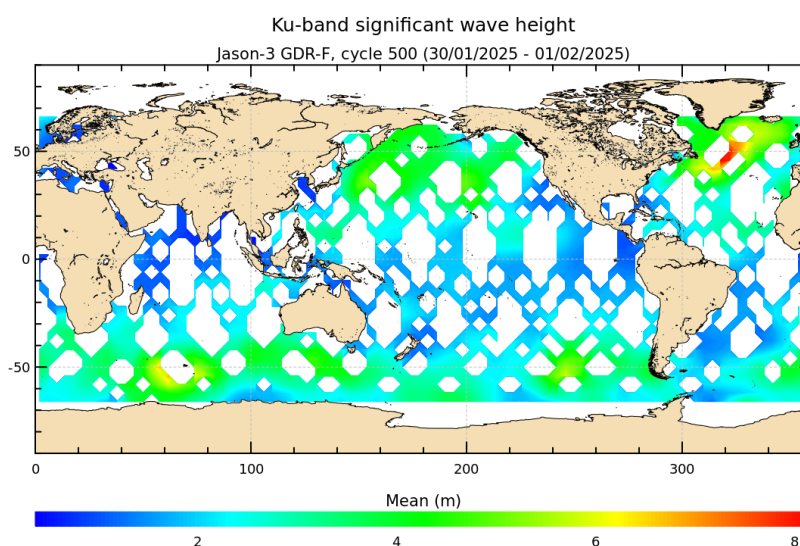 Ku-band significant wave height
Jason-3 GDR-F, cycle 500 (30/01/2025 - 01/02/2025)
50
0
-50
0 100 200 300
Mean (m)
2 4 6 8